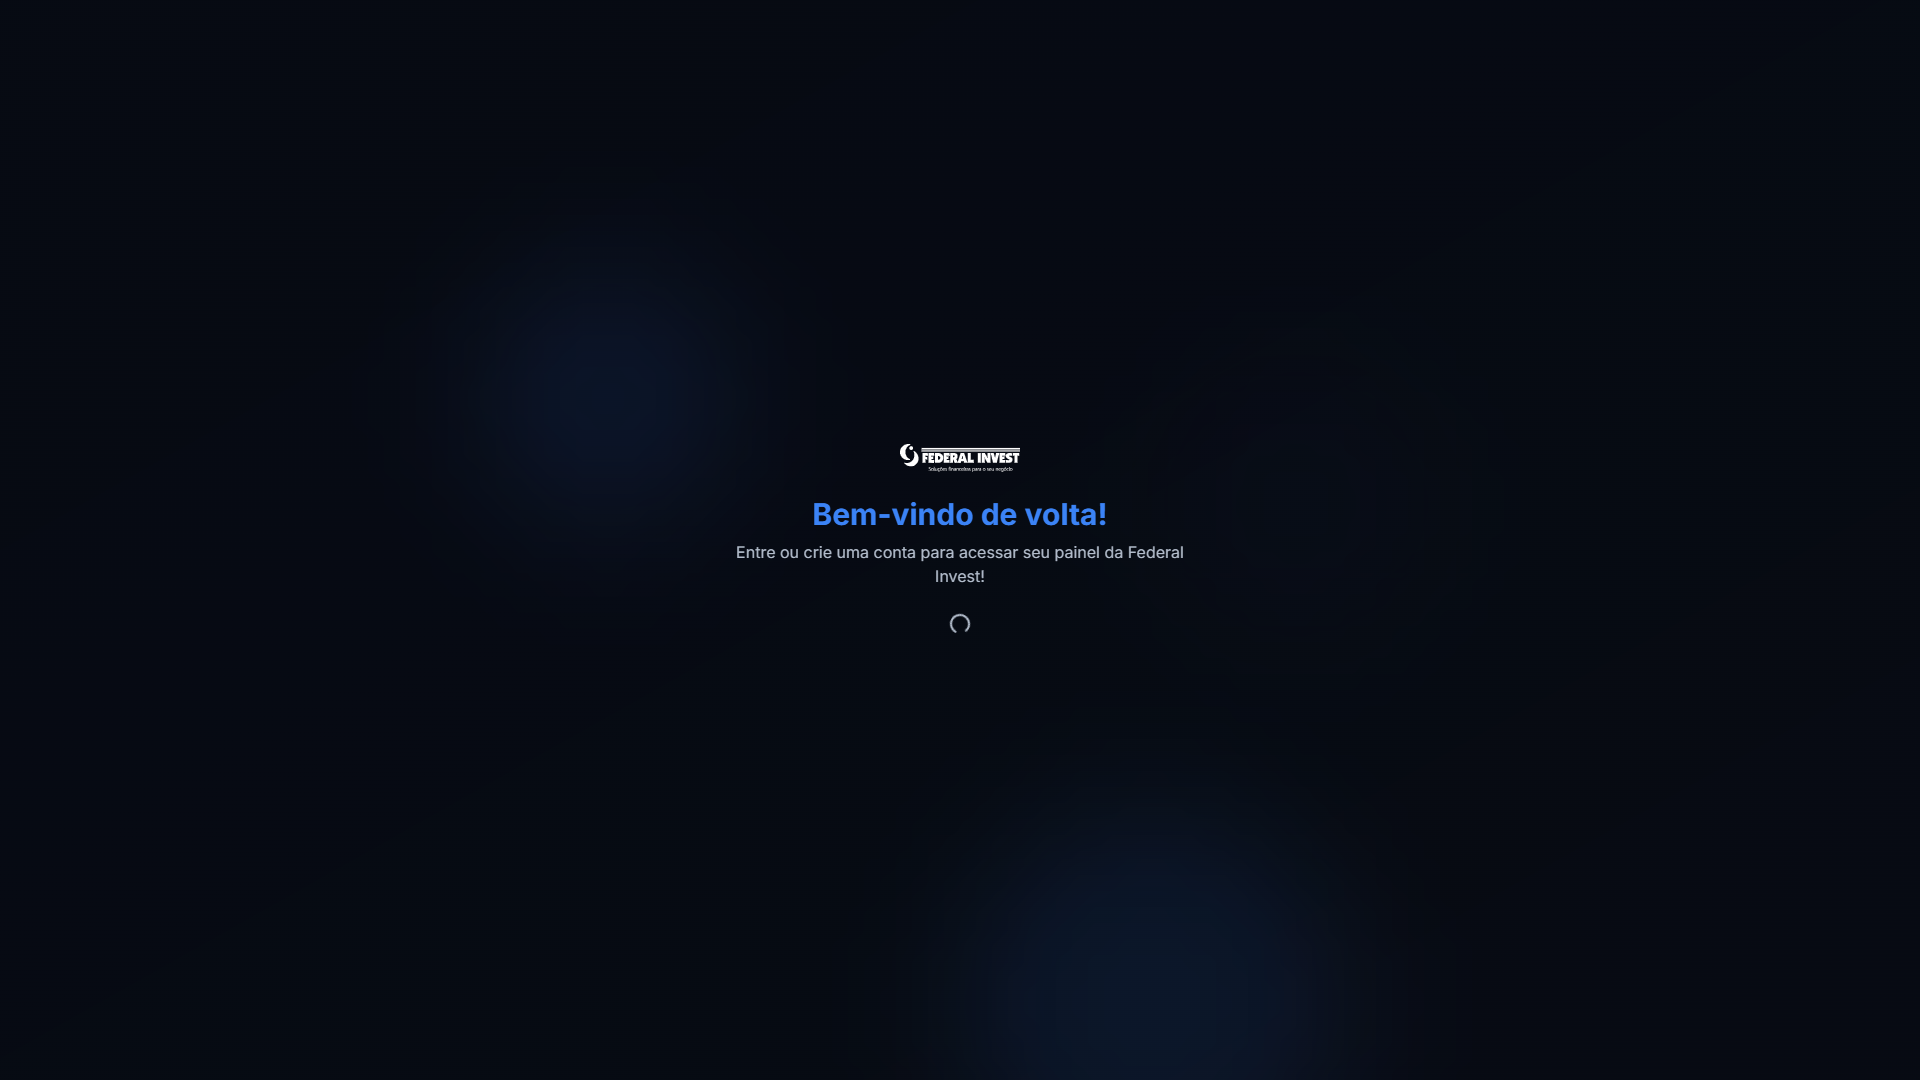 FEDERAL INVEST
Soluções financeiras para o seu negócio
Bem-vindo de volta!
Entre ou crie uma conta para acessar seu painel da Federal
Invest!